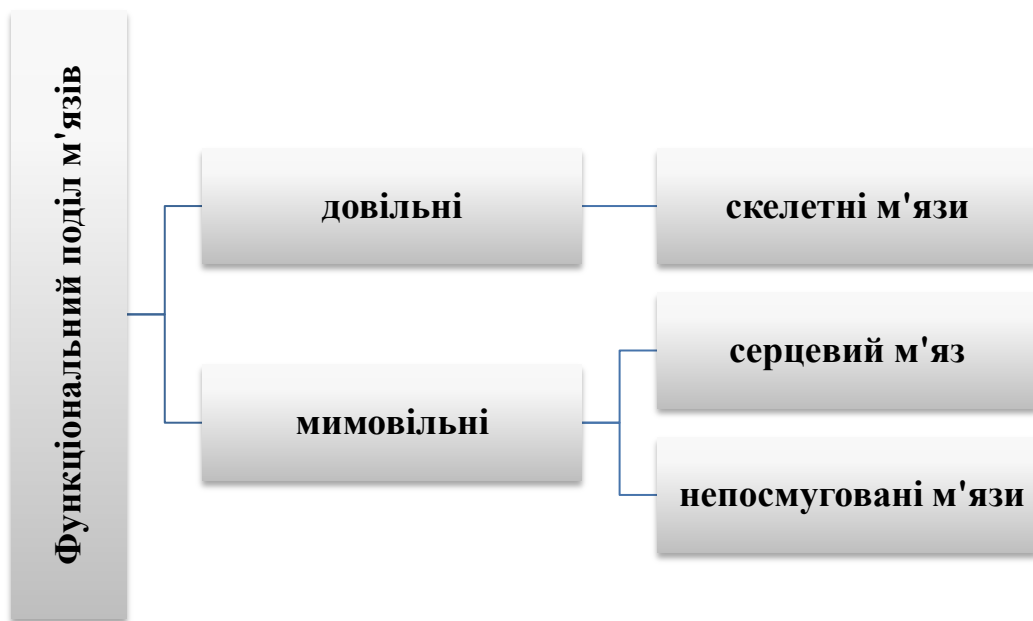 Функціональний поділ м'язів
довільні
скелетні м'язи
мимовільні
серцевий м'яз
непосмуговані м'язи